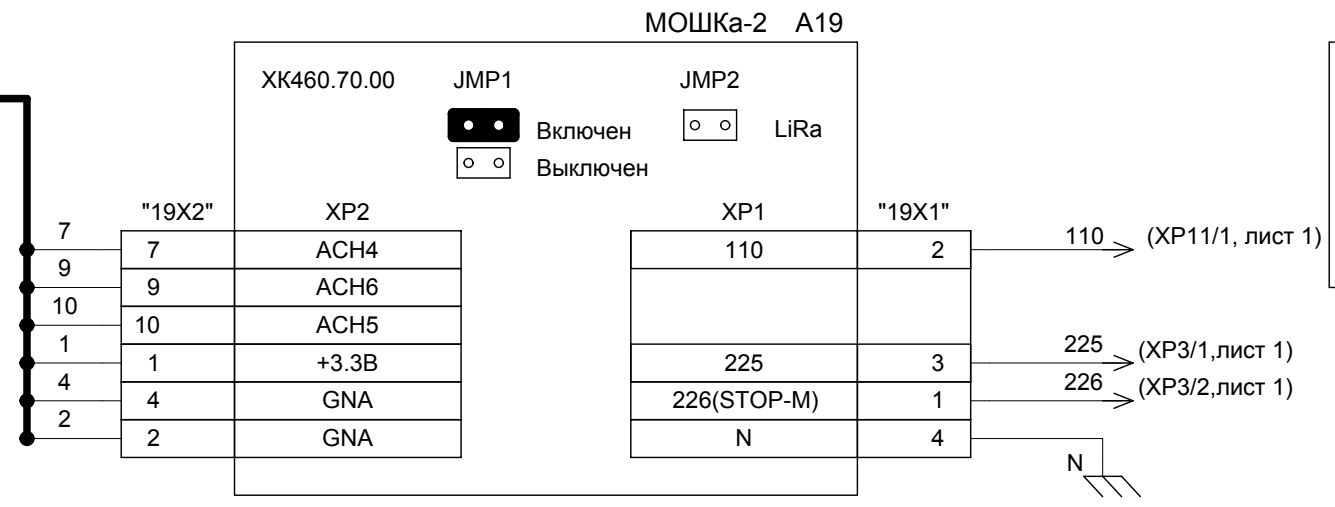 МОШКа-2 А19
ХК460.70.00 JMP1 JMP2
Включен LiRa
Выключен
"19X2" XP2 XP1 "19X1"
7 7 ACH4 110 2 110 (XP11/1, лист 1)
9 9 ACH6
10 10 ACH5
1 1 +3.3В 225 3 225 (XP3/1,лист 1)
4 4 GNA 226(STOP-M) 1 226 (XP3/2,лист 1)
2 2 GNA N 4
N